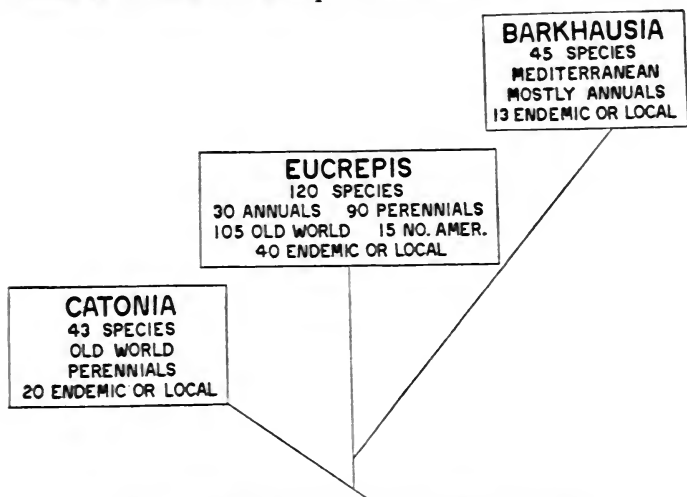 BARKHAUSIA
45 SPECIES
MEDITERRANEAN
MOSTLY ANNUALS
13 ENDEMIC OR LOCAL
EUCREPIS
120 SPECIES
30 ANNUALS 90 PERENNIALS
105 OLD WORLD 15 NO. AMER.
40 ENDEMIC OR LOCAL
CATONIA
43 SPECIES
OLD WORLD
PERENNIALS
20 ENDEMIC OR LOCAL